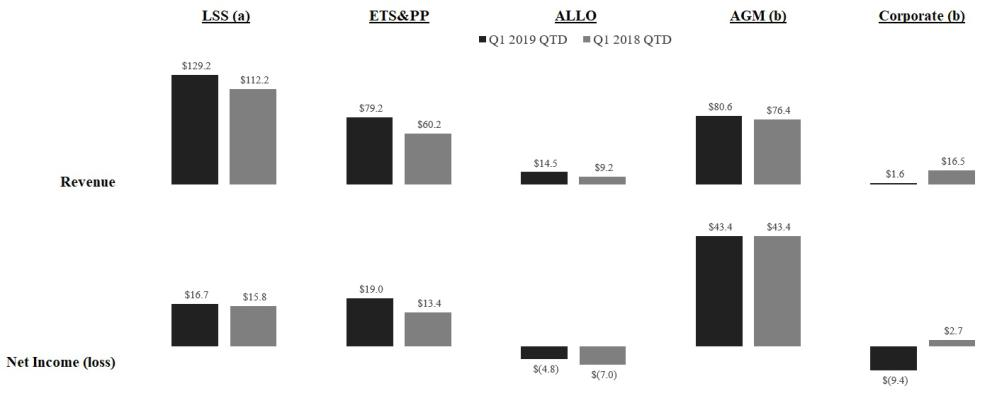 LSS (a) ETS&PP ALLO AGM (b) Corporate (b)
Q1 2019 QTD Q1 2018 QTD
$129.2 $112.2 $79.2 $60.2 $14.5 $9.2 $80.6 $76.4 $1.6 $16.5
Revenue
$16.7 $15.8 $19.0 $13.4 $(4.8) $(7.0) $43.4 $43.4 $(9.4) $2.7
Net Income (loss)